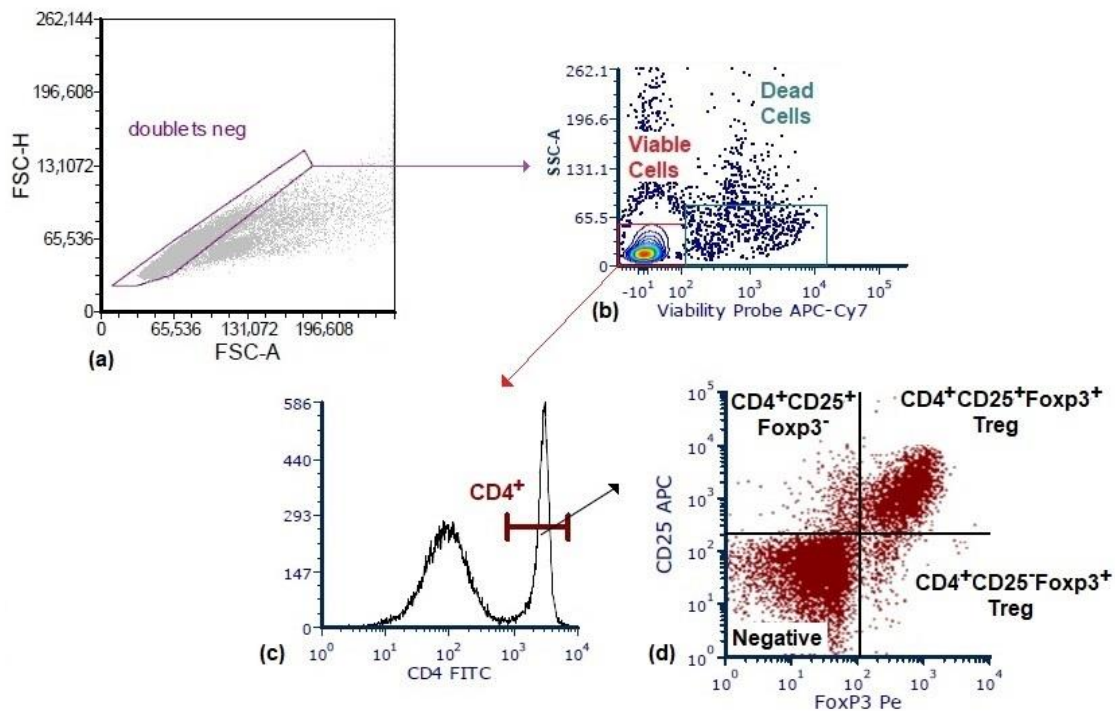 262,144
196,608
13,1072
65,536
0
FSC-H
doublets neg
0
65,536
131,072
196,608
FSC-A
(a)
262.1
196.6
131.1
65.5
0
SSC-A
Dead
Cells
Viable
Cells
-10¹
10²
10³
10⁴
10⁵
Viability Probe APC-Cy7
(b)
586
440
293
147
0
CD4⁺
10⁰
10¹
10²
10³
10⁴
CD4 FITC
(c)
10⁵
10⁴
10³
10²
10¹
10⁰
CD25 APC
CD4⁺CD25⁺
Foxp3⁻
CD4⁺CD25⁺Foxp3⁺
Treg
CD4⁺CD25⁻Foxp3⁺
Treg
Negative
10⁰
10¹
10²
10³
10⁴
FoxP3 Pe
(d)